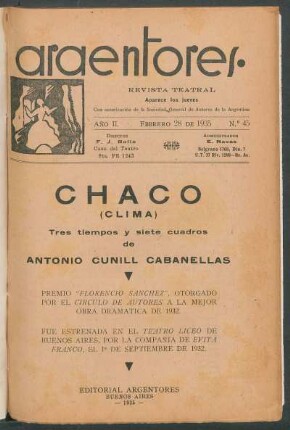 argentores
REVISTA TEATRAL
Aparece los Jueves
Con autorización de la Sociedad General de Autores de la Argentina
AÑO II. FEBRERO 28 DE 1935 N.º 45
Director
F. J. Bolla
Casa del Teatro
Administrador
E. Navas
CHACO
(CLIMA)
Tres tiempos y siete cuadros
de
ANTONIO CUNILL CABANELLAS
PREMIO "FLORENCIO SANCHEZ", OTORGADO
POR EL CIRCULO DE AUTORES A LA MEJOR
OBRA DRAMATICA DE 1932.
FUE ESTRENADA EN EL TEATRO LICEO DE
BUENOS AIRES, POR LA COMPAÑIA DE EVITA
FRANCO, EL 1º DE SEPTIEMBRE DE 1932.
EDITORIAL ARGENTORES
BUENOS AIRES
— 1935 —